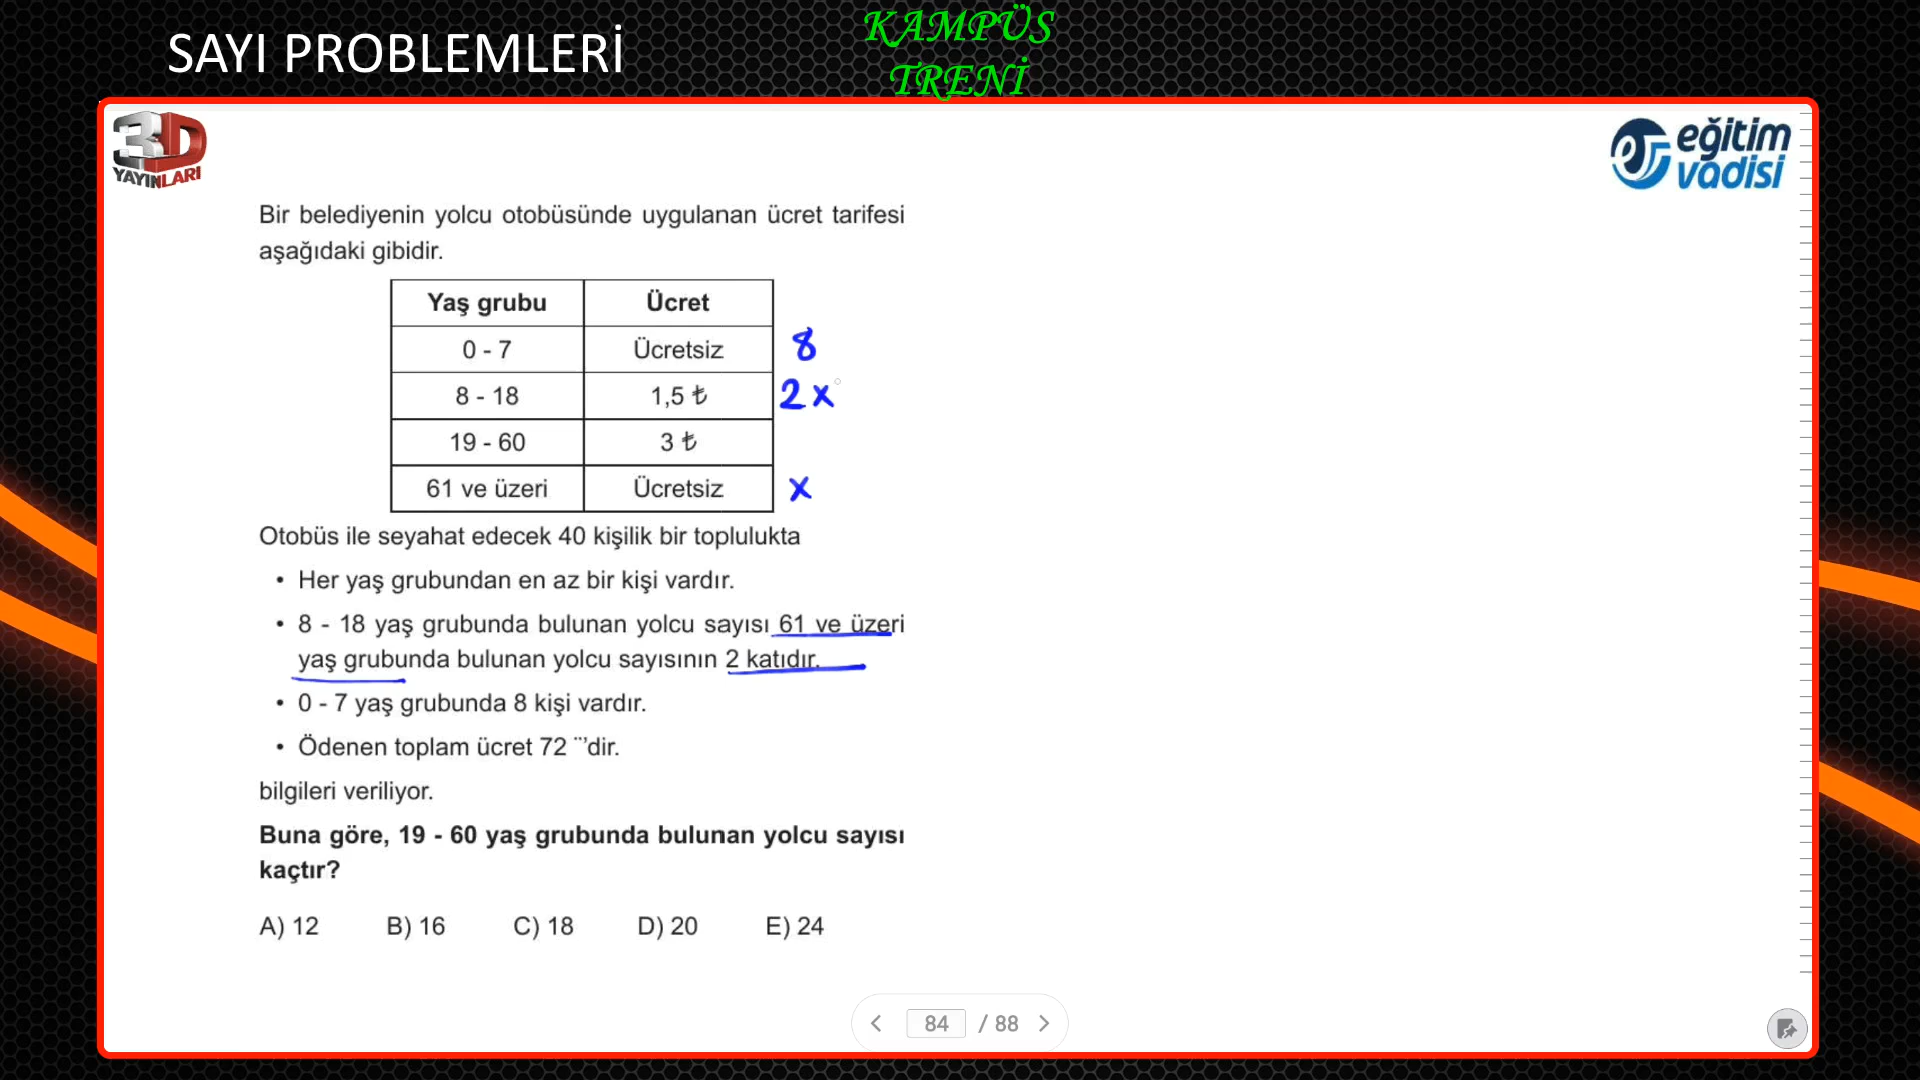 SAYI PROBLEMLERİ
KAMPÜS
TRENİ
3D
YAYINLARI
eğitim
vadisi
Bir belediyenin yolcu otobüsünde uygulanan ücret tarifesi
aşağıdaki gibidir.
Yaş grubu Ücret
0 - 7 Ücretsiz 8
8 - 18 1,5 ₺ 2x
19 - 60 3 ₺
61 ve üzeri Ücretsiz x
Otobüs ile seyahat edecek 40 kişilik bir toplulukta
• Her yaş grubundan en az bir kişi vardır.
• 8 - 18 yaş grubunda bulunan yolcu sayısı 61 ve üzeri
yaş grubunda bulunan yolcu sayısının 2 katıdır.
• 0 - 7 yaş grubunda 8 kişi vardır.
• Ödenen toplam ücret 72 ¨’dir.
bilgileri veriliyor.
Buna göre, 19 - 60 yaş grubunda bulunan yolcu sayısı
kaçtır?
A) 12 B) 16 C) 18 D) 20 E) 24
84 / 88